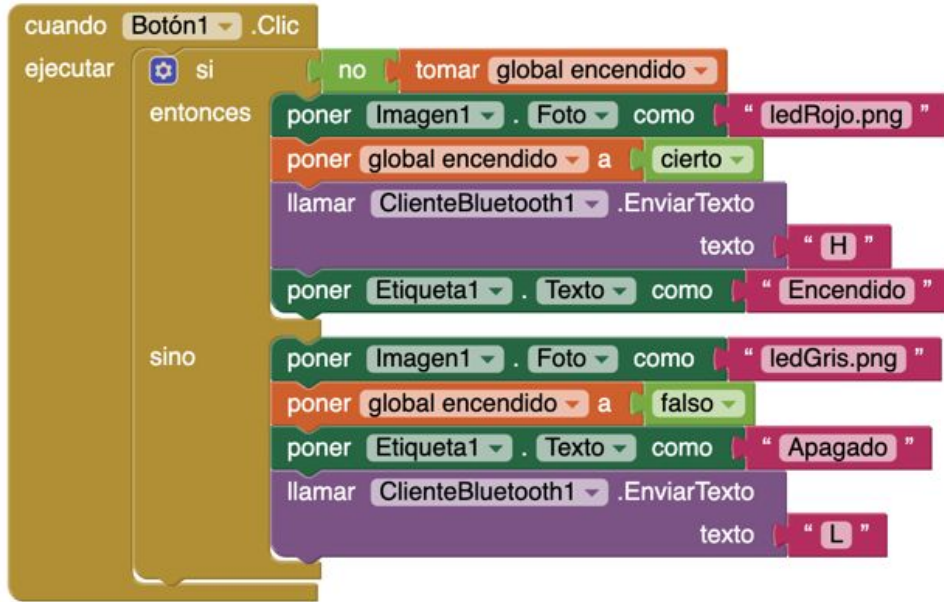 cuando Botón1 .Clic
ejecutar si no tomar global encendido
entonces poner Imagen1 . Foto como " ledRojo.png "
poner global encendido a cierto
llamar ClienteBluetooth1 .EnviarTexto
texto " H "
poner Etiqueta1 . Texto como " Encendido "
sino poner Imagen1 . Foto como " ledGris.png "
poner global encendido a falso
poner Etiqueta1 . Texto como " Apagado "
llamar ClienteBluetooth1 .EnviarTexto
texto " L "